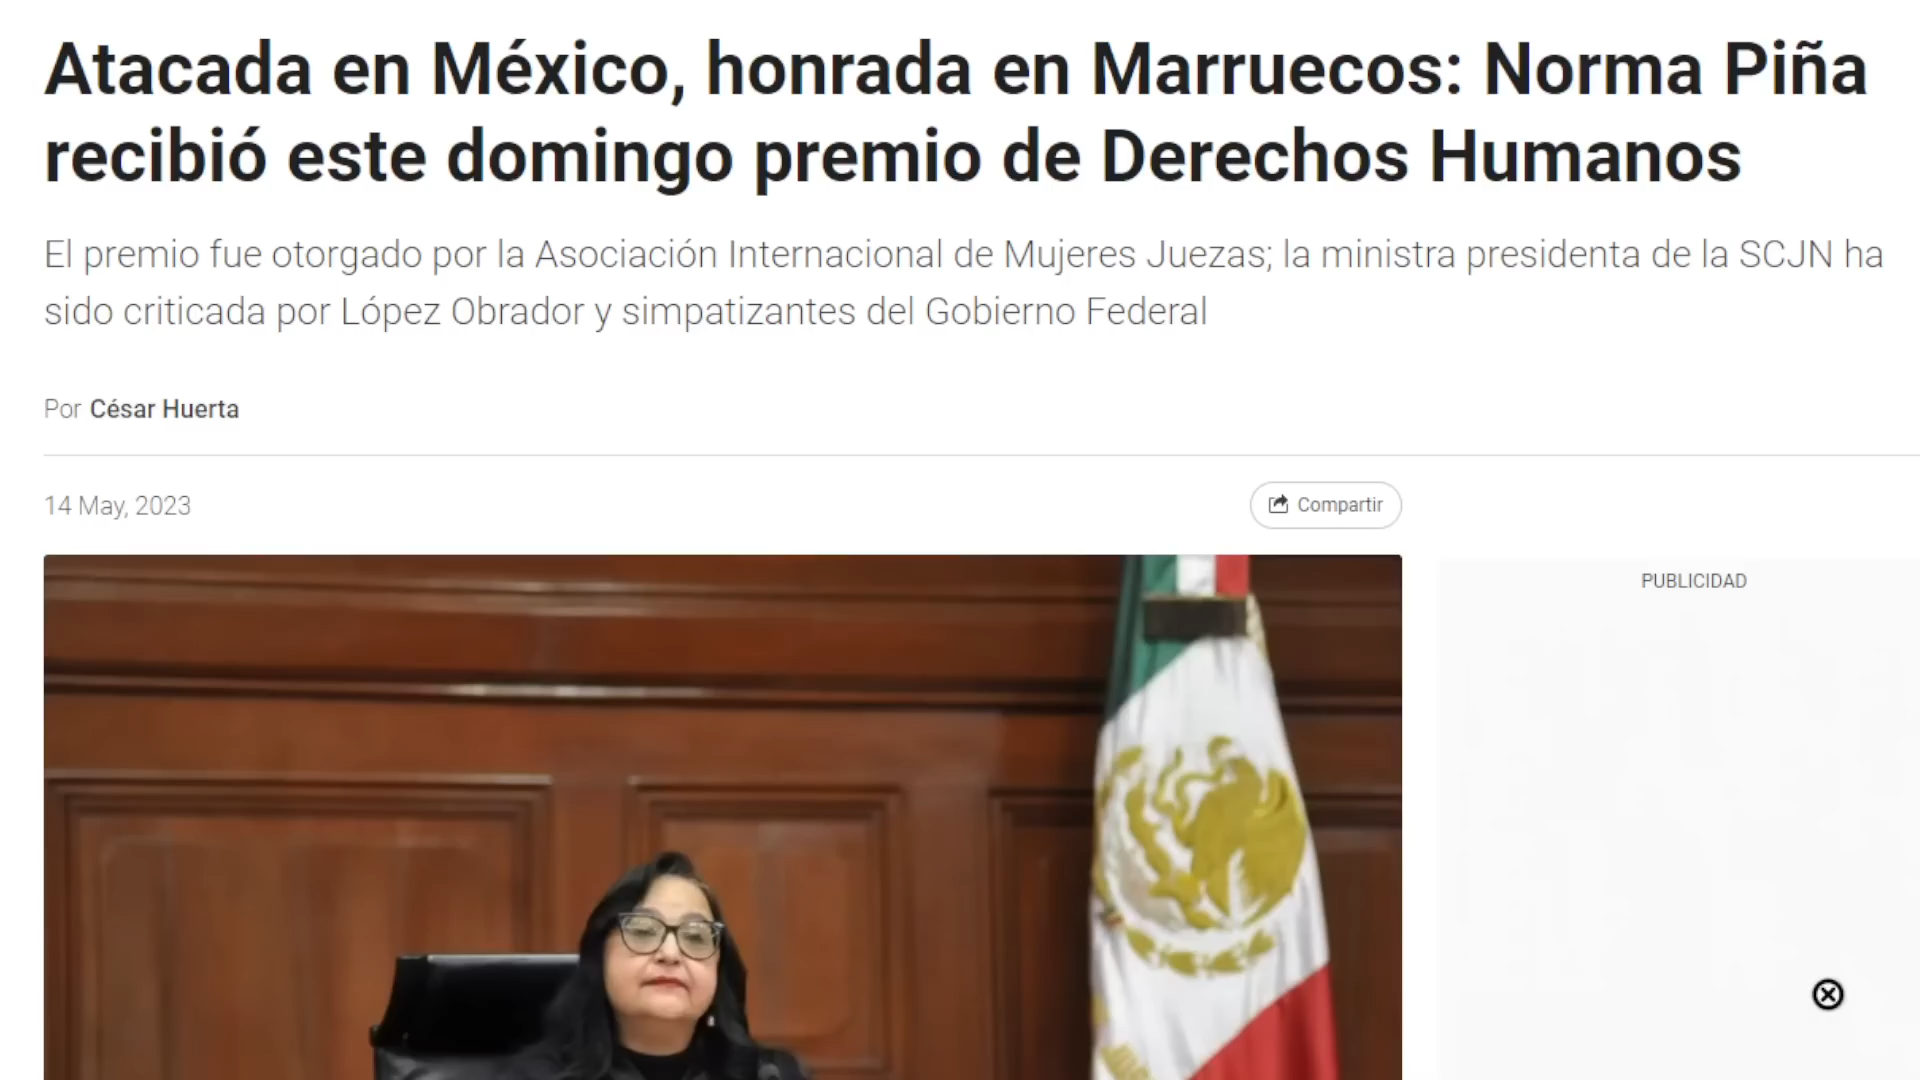 Atacada en México, honrada en Marruecos: Norma Piña
recibió este domingo premio de Derechos Humanos
El premio fue otorgado por la Asociación Internacional de Mujeres Juezas; la ministra presidenta de la SCJN ha
sido criticada por López Obrador y simpatizantes del Gobierno Federal
Por César Huerta
14 May, 2023
Compartir
PUBLICIDAD